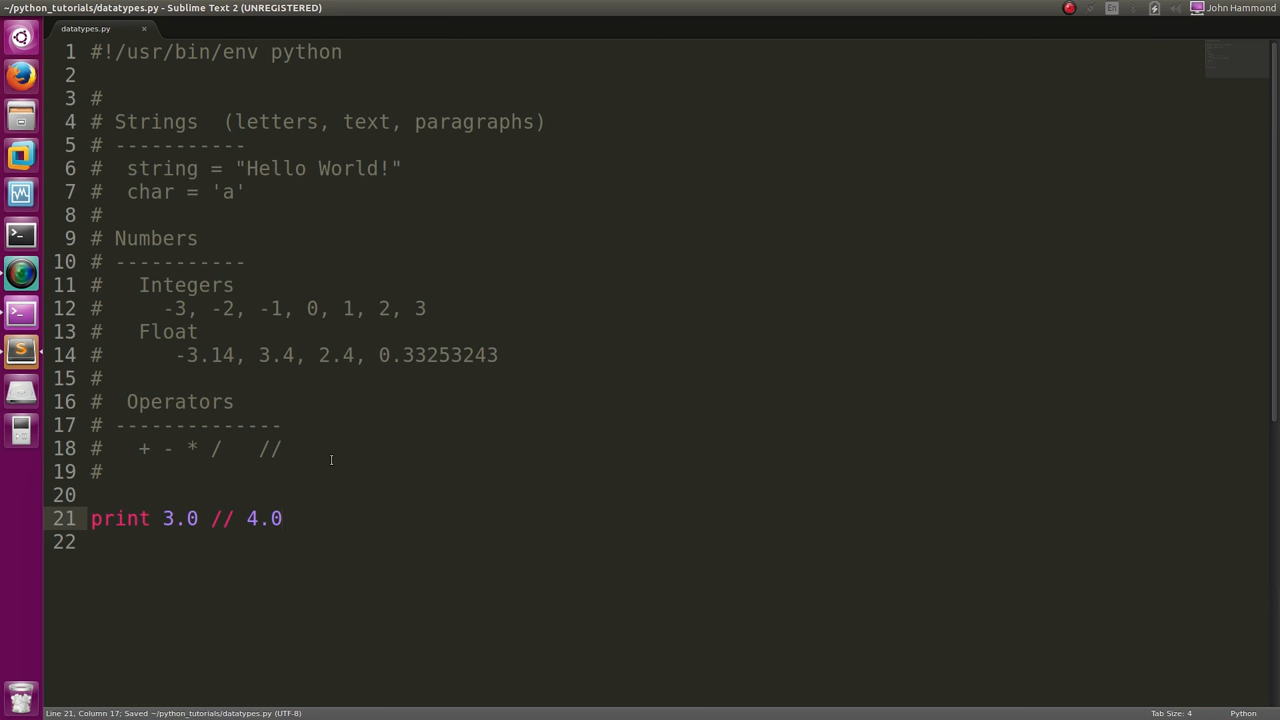 ~/python_tutorials/datatypes.py - Sublime Text 2 (UNREGISTERED)
En
John Hammond
datatypes.py ×
1 #!/usr/bin/env python
2
3 #
4 # Strings  (letters, text, paragraphs)
5 # -----------
6 #  string = "Hello World!"
7 #  char = 'a'
8 #
9 # Numbers
10 # -----------
11 #   Integers
12 #     -3, -2, -1, 0, 1, 2, 3
13 #   Float
14 #      -3.14, 3.4, 2.4, 0.33253243
15 #
16 #  Operators
17 # --------------
18 #   + - * /   //
19 #
20
21 print 3.0 // 4.0
22
Line 21, Column 17; Saved ~/python_tutorials/datatypes.py (UTF-8)
Tab Size: 4
Python